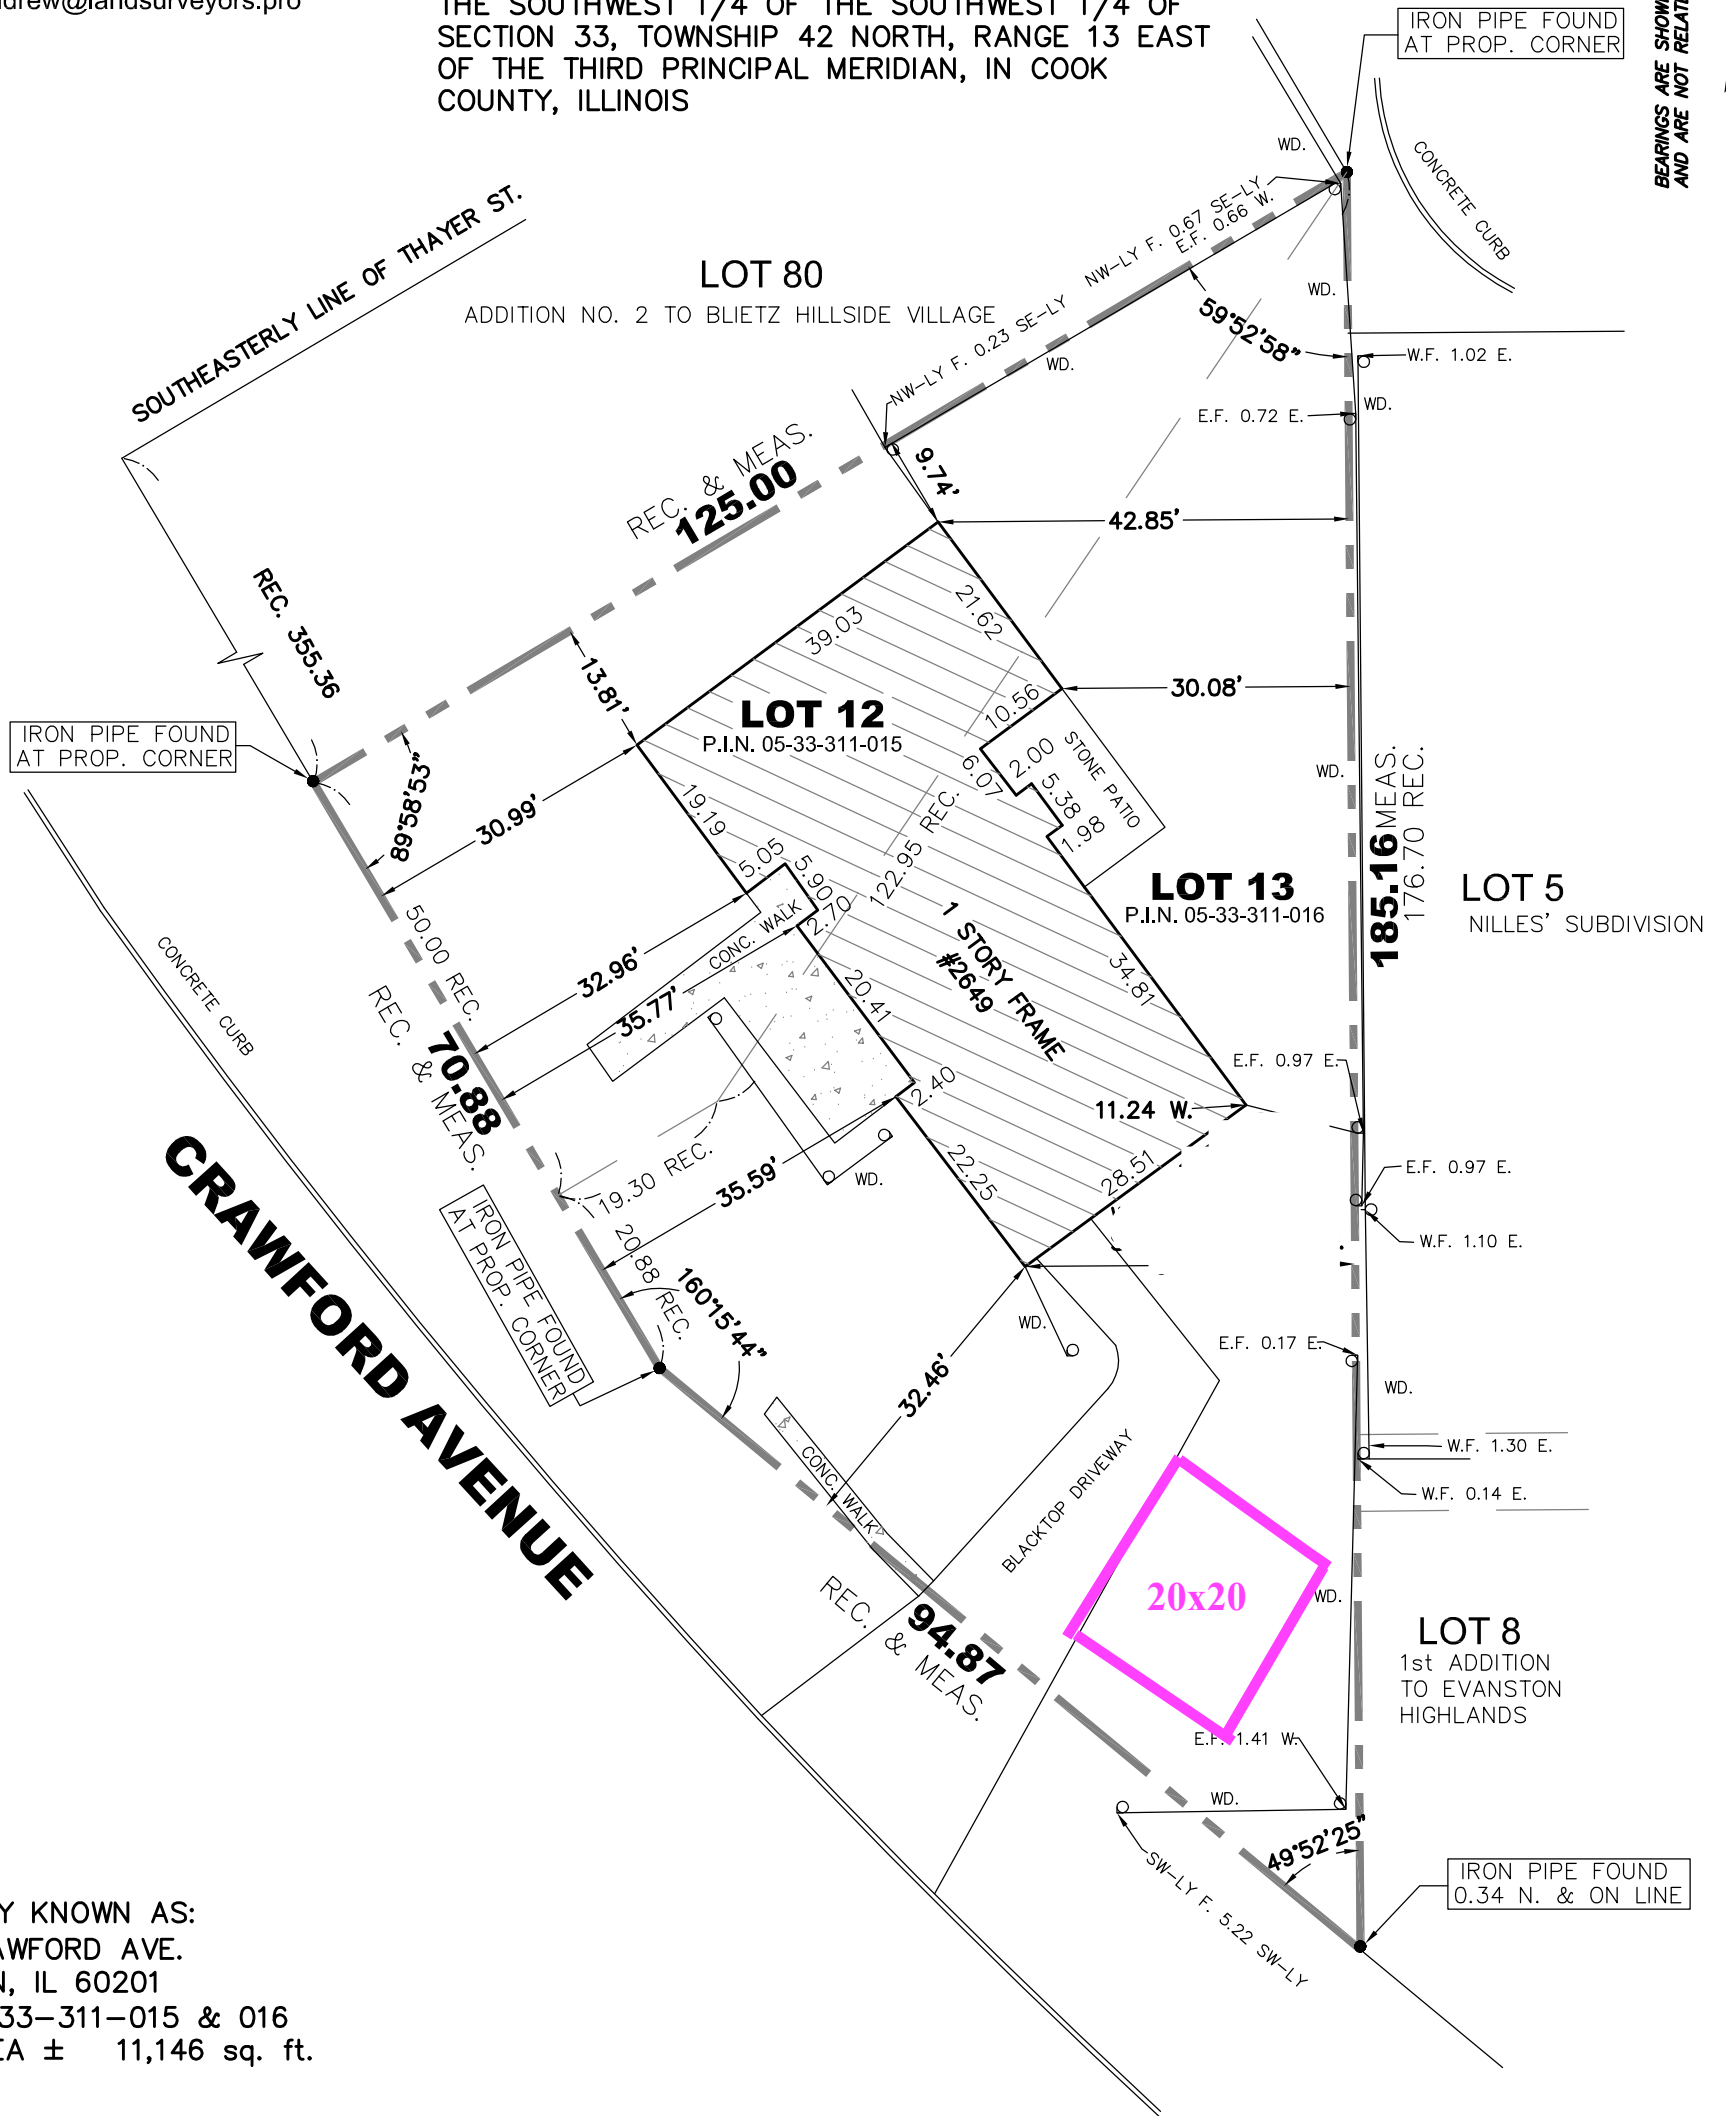 drew@landsurveyors.pro
THE SOUTHWEST 1/4 OF THE SOUTHWEST 1/4 OF
SECTION 33, TOWNSHIP 42 NORTH, RANGE 13 EAST
OF THE THIRD PRINCIPAL MERIDIAN, IN COOK
COUNTY, ILLINOIS
IRON PIPE FOUND
AT PROP. CORNER
BEARINGS ARE SHOW
AND ARE NOT RELAT
CONCRETE CURB
WD.
SOUTHEASTERLY LINE OF THAYER ST.
LOT 80
ADDITION NO. 2 TO BLIETZ HILLSIDE VILLAGE
NW-LY F. 0.67 SE-LY
E.F. 0.66 W.
NW-LY F. 0.23 SE-LY
WD.
WD.
59°52'58"
W.F. 1.02 E.
WD.
E.F. 0.72 E.
REC. & MEAS.
125.00
9.74'
42.85'
REC. 355.36
39.03
21.62
13.81'
30.08'
IRON PIPE FOUND
AT PROP. CORNER
LOT 12
P.I.N. 05-33-311-015
10.56
STONE PATIO
2.00
6.07
5.38
1.98
WD.
89°58'53"
30.99'
19.19
122.95 REC.
185.16 MEAS.
176.70 REC.
5.05
5.90
2.70
LOT 13
P.I.N. 05-33-311-016
LOT 5
NILLES' SUBDIVISION
50.00 REC.
CONC. WALK
32.96'
35.77'
1 STORY FRAME
#2649
34.81
20.41
CONCRETE CURB
REC. & MEAS.
70.88
E.F. 0.97 E.
2.40
11.24 W.
CRAWFORD AVENUE
19.30 REC.
35.59'
WD.
22.25
28.51
E.F. 0.97 E.
W.F. 1.10 E.
IRON PIPE FOUND
AT PROP. CORNER
20.88 REC.
160°15'44"
WD.
E.F. 0.17 E.
WD.
32.46'
CONC. WALK
BLACKTOP DRIVEWAY
W.F. 1.30 E.
W.F. 0.14 E.
20x20
WD.
REC. & MEAS.
94.87
LOT 8
1st ADDITION
TO EVANSTON
HIGHLANDS
E.F. 1.41 W.
WD.
49°52'25"
SW-LY F. 5.22 SW-LY
IRON PIPE FOUND
0.34 N. & ON LINE
Y KNOWN AS:
AWFORD AVE.
N, IL 60201
33-311-015 & 016
EA ± 11,146 sq. ft.